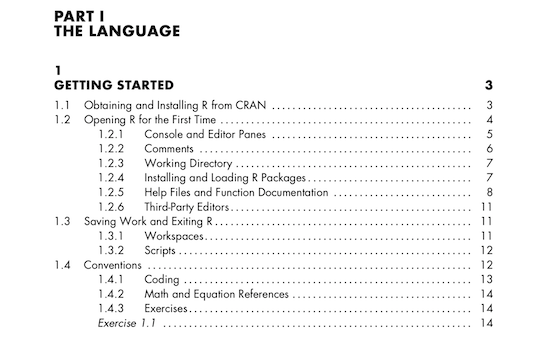 PART I
THE LANGUAGE
1
GETTING STARTED 3
1.1 Obtaining and Installing R from CRAN 3
1.2 Opening R for the First Time 4
1.2.1 Console and Editor Panes 5
1.2.2 Comments 6
1.2.3 Working Directory 7
1.2.4 Installing and Loading R Packages 7
1.2.5 Help Files and Function Documentation 8
1.2.6 Third-Party Editors 11
1.3 Saving Work and Exiting R 11
1.3.1 Workspaces 11
1.3.2 Scripts 12
1.4 Conventions 12
1.4.1 Coding 13
1.4.2 Math and Equation References 14
1.4.3 Exercises 14
Exercise 1.1 14